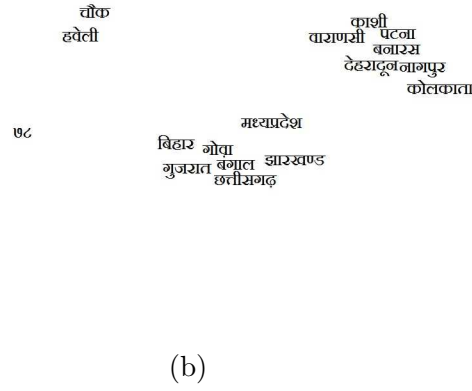 चौक
हवेली
काशी
वाराणसी पटना
बनारस
देहरादून नागपुर
कोलकाता
७८
मध्यप्रदेश
बिहार गोवा
गुजरात बंगाल झारखण्ड
छत्तीसगढ़
(b)